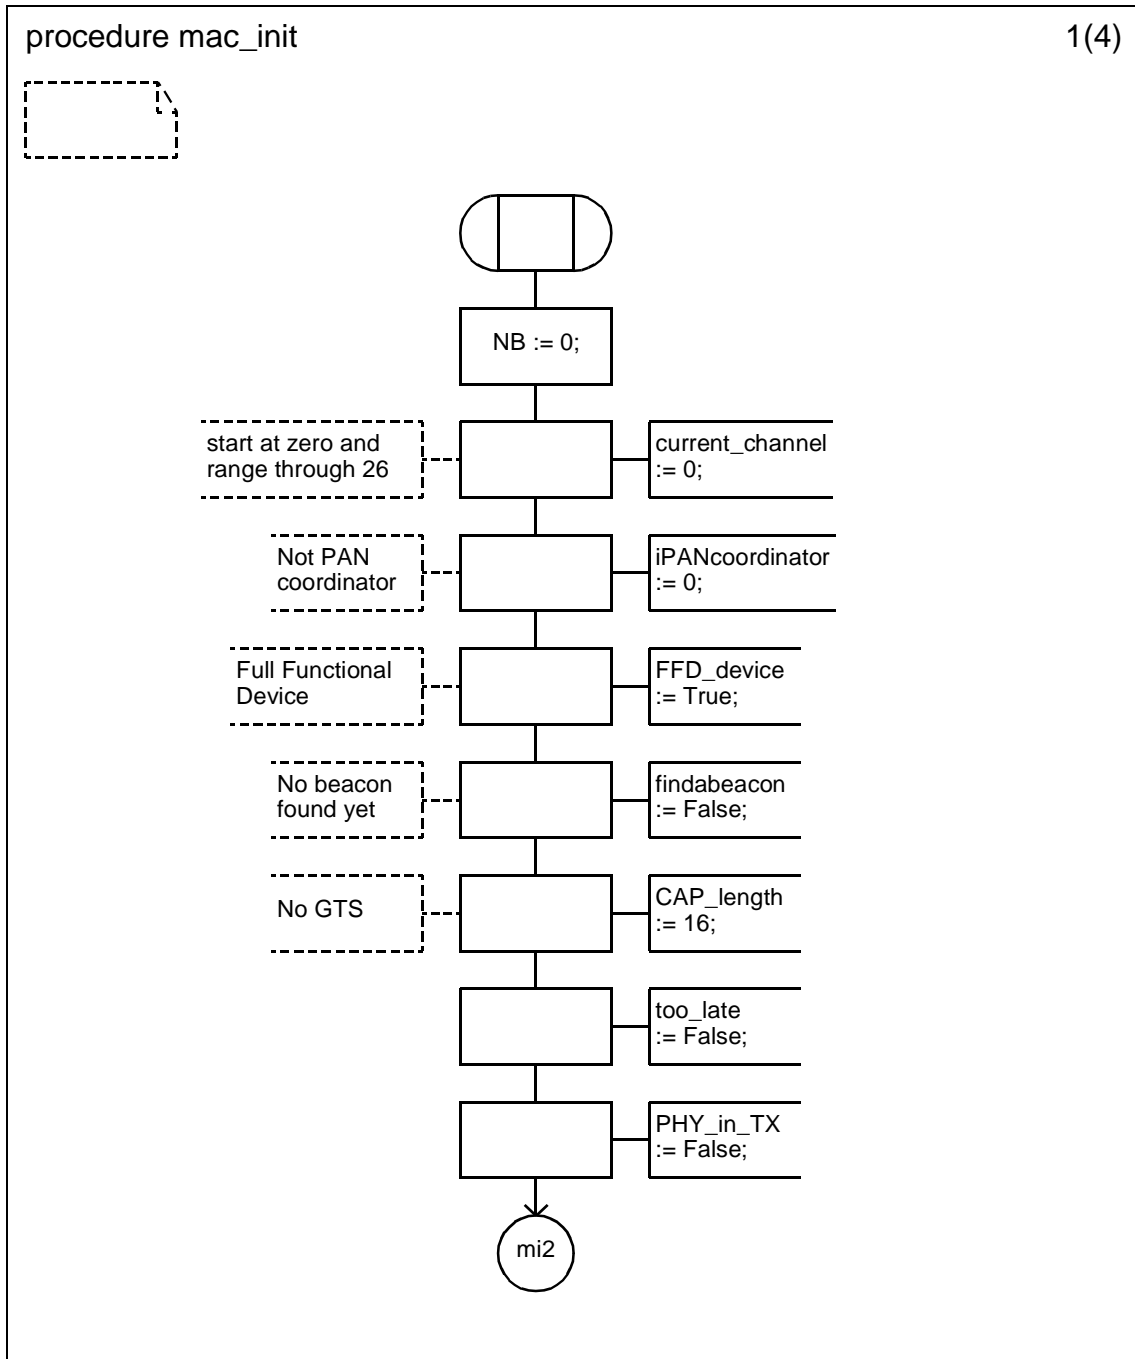 procedure mac_init
1(4)
NB := 0;
start at zero and
range through 26
current_channel
:= 0;
Not PAN
coordinator
iPANcoordinator
:= 0;
Full Functional
Device
FFD_device
:= True;
No beacon
found yet
findabeacon
:= False;
No GTS
CAP_length
:= 16;
too_late
:= False;
PHY_in_TX
:= False;
mi2